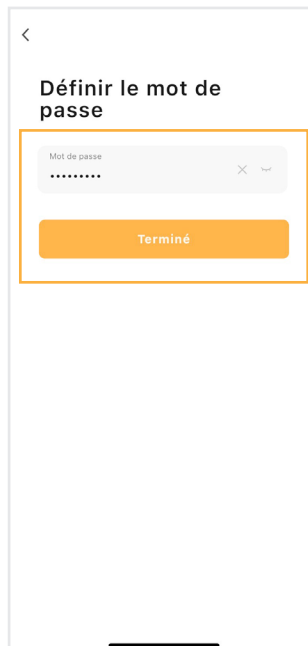 Définir le mot de
passe
Mot de passe
•••••••••
Terminé